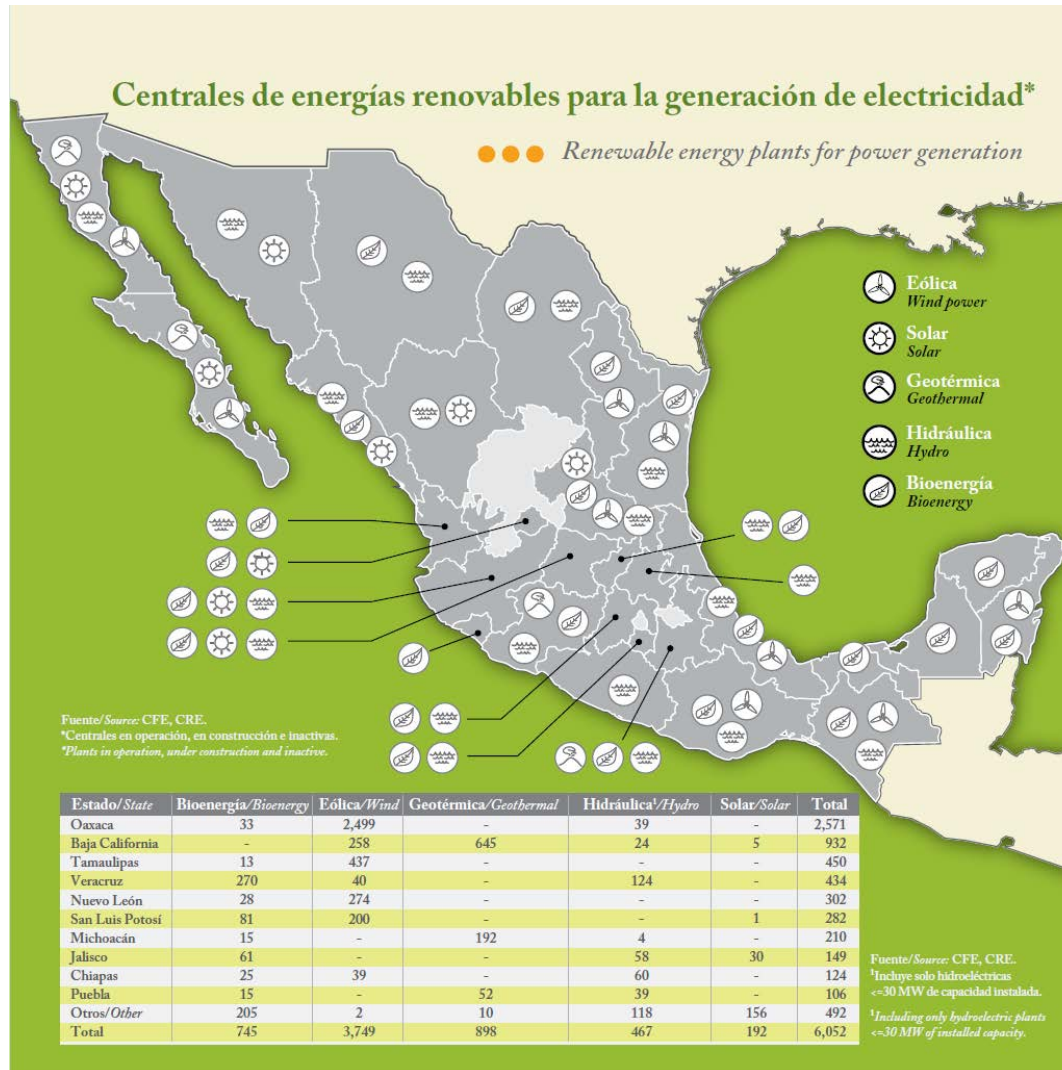 Centrales de energías renovables para la generación de electricidad*
Renewable energy plants for power generation
Eólica
Wind power
Solar
Solar
Geotérmica
Geothermal
Hidráulica
Hydro
Bioenergía
Bioenergy
Fuente/Source: CFE, CRE.
*Centrales en operación, en construcción e inactivas.
*Plants in operation, under construction and inactive.
Estado/State Bioenergía/Bioenergy Eólica/Wind Geotérmica/Geothermal Hidráulica¹/Hydro Solar/Solar Total
Oaxaca 33 2,499 - 39 - 2,571
Baja California - 258 645 24 5 932
Tamaulipas 13 437 - - - 450
Veracruz 270 40 - 124 - 434
Nuevo León 28 274 - - - 302
San Luis Potosí 81 200 - - 1 282
Michoacán 15 - 192 4 - 210
Jalisco 61 - - 58 30 149
Chiapas 25 39 - 60 - 124
Puebla 15 - 52 39 - 106
Otros/Other 205 2 10 118 156 492
Total 745 3,749 898 467 192 6,052
Fuente/Source: CFE, CRE.
¹Incluye solo hidroeléctricas
<=30 MW de capacidad instalada.
¹Including only hydroelectric plants
<=30 MW of installed capacity.